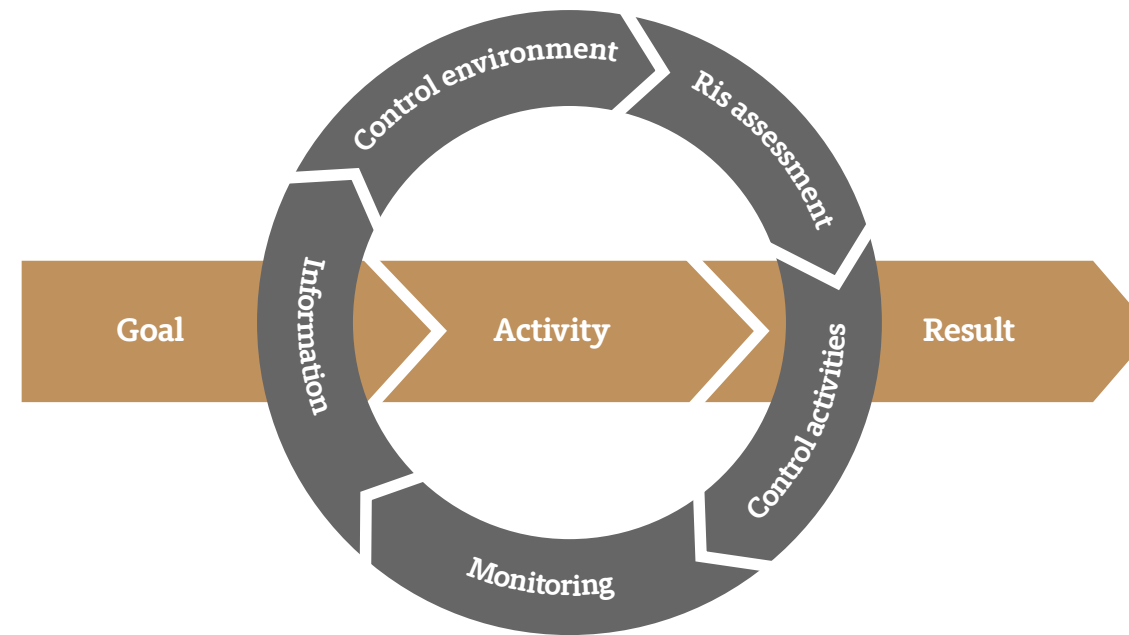 Control environment
Ris assessment
Control activities
Monitoring
Information
Goal
Activity
Result